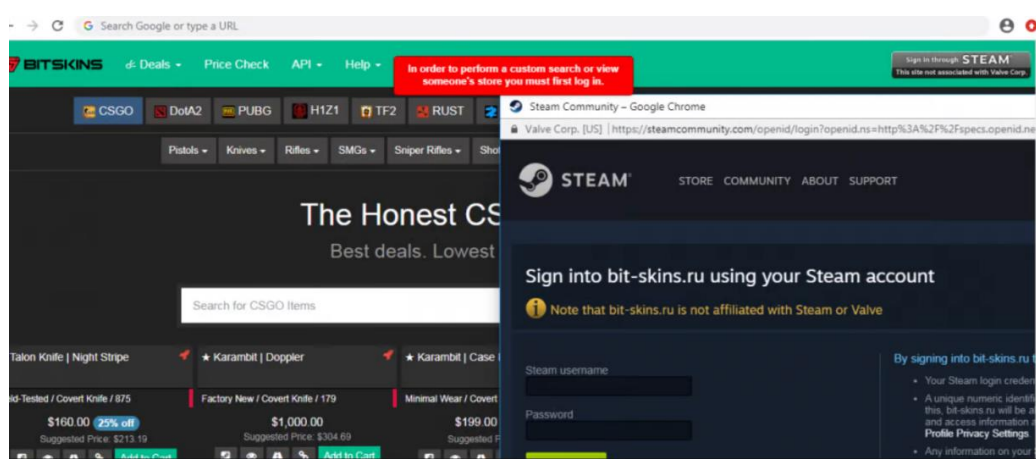 Search Google or type a URL
BITSKINS Deals Price Check API Help
In order to perform a custom search or view
someone's store you must first log in.
Sign in through STEAM
This site not associated with Valve Corp.
CSGO DotA2 PUBG H1Z1 TF2 RUST
Pistols Knives Rifles SMGs Sniper Rifles Shot
The Honest CS
Best deals. Lowest
Search for CSGO Items
Talon Knife | Night Stripe
ld-Tested / Covert Knife / 875
$160.00 25% off
Suggested Price: $213.19
Add to Cart
★ Karambit | Doppler
Factory New / Covert Knife / 179
$1,000.00
Suggested Price: $304.69
Add to Cart
★ Karambit | Case
Minimal Wear / Covert
$199.00
Suggested P
Steam Community – Google Chrome
Valve Corp. [US] | https://steamcommunity.com/openid/login?openid.ns=http%3A%2F%2Fspecs.openid.ne
STEAM STORE COMMUNITY ABOUT SUPPORT
Sign into bit-skins.ru using your Steam account
Note that bit-skins.ru is not affiliated with Steam or Valve
Steam username
Password
By signing into bit-skins.ru t
• Your Steam login creden
• A unique numeric identifi
this, bit-skins.ru will be a
and access information a
Profile Privacy Settings
• Any information on your